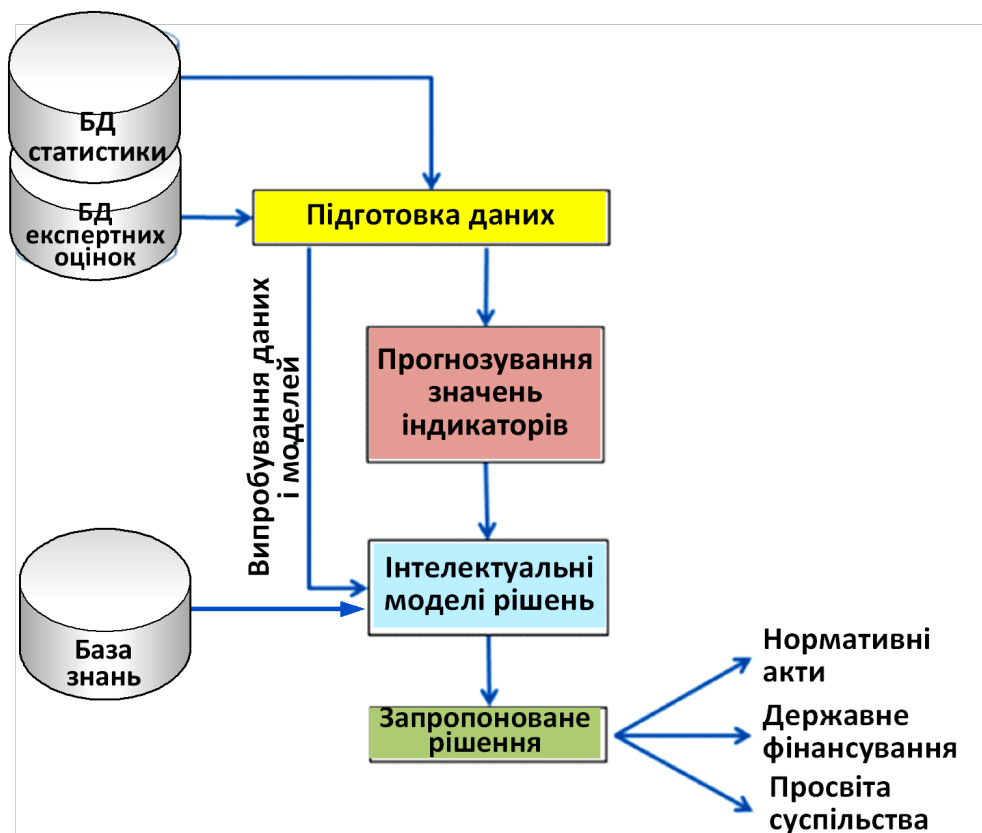 БД
статистики
БД
експертних
оцінок
Підготовка даних
Випробування даних
і моделей
Прогнозування
значень
індикаторів
Інтелектуальні
моделі рішень
База
знань
Запропоноване
рішення
Нормативні
акти
Державне
фінансування
Просвіта
суспільства